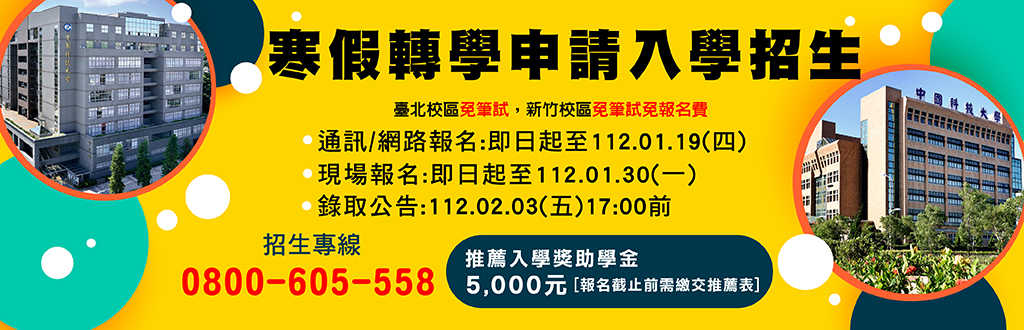 寒假轉學申請入學招生
臺北校區免筆試，新竹校區免筆試免報名費
通訊/網路報名:即日起至112.01.19(四)
現場報名:即日起至112.01.30(一)
錄取公告:112.02.03(五)17:00前
招生專線
0800-605-558
推薦入學獎助學金
5,000元 [報名截止前需繳交推薦表]
中國科技大學